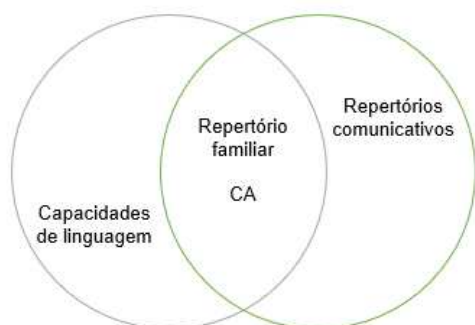 Repertório
familiar
CA
Repertórios
comunicativos
Capacidades
de linguagem